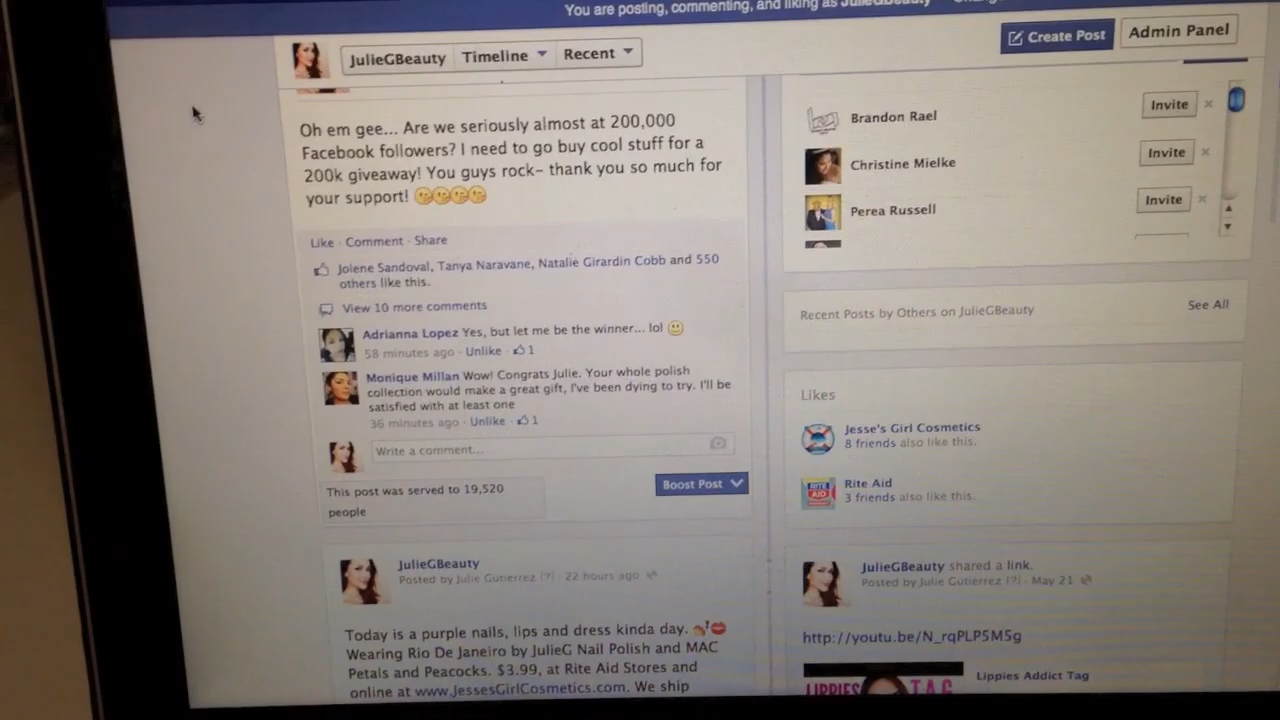 You are posting, commenting, and liking as JulieGBeauty
JulieGBeauty Timeline Recent
Create Post
Admin Panel
Oh em gee... Are we seriously almost at 200,000
Facebook followers? I need to go buy cool stuff for a
200k giveaway! You guys rock– thank you so much for
your support! 😘😘😘😘
Like · Comment · Share
Jolene Sandoval, Tanya Naravane, Natalie Girardin Cobb and 550
others like this.
View 10 more comments
Adrianna Lopez Yes, but let me be the winner... lol 🙂
58 minutes ago · Unlike · 1
Monique Millan Wow! Congrats Julie. Your whole polish
collection would make a great gift, I've been dying to try. I'll be
satisfied with at least one
36 minutes ago · Unlike · 1
Write a comment...
This post was served to 19,520
people
Boost Post
JulieGBeauty
Posted by Julie Gutierrez [?] · 22 hours ago
Today is a purple nails, lips and dress kinda day. 💅💋
Wearing Rio De Janeiro by JulieG Nail Polish and MAC
Petals and Peacocks. $3.99, at Rite Aid Stores and
online at www.JessesGirlCosmetics.com. We ship
Brandon Rael Invite ×
Christine Mielke Invite ×
Perea Russell Invite ×
Recent Posts by Others on JulieGBeauty See All
Likes
Jesse's Girl Cosmetics
8 friends also like this.
RITE AID
Rite Aid
3 friends also like this.
JulieGBeauty shared a link.
Posted by Julie Gutierrez [?] · May 21
http://youtu.be/N_rqPLP5M5g
LIPPIES TAG
Lippies Addict Tag